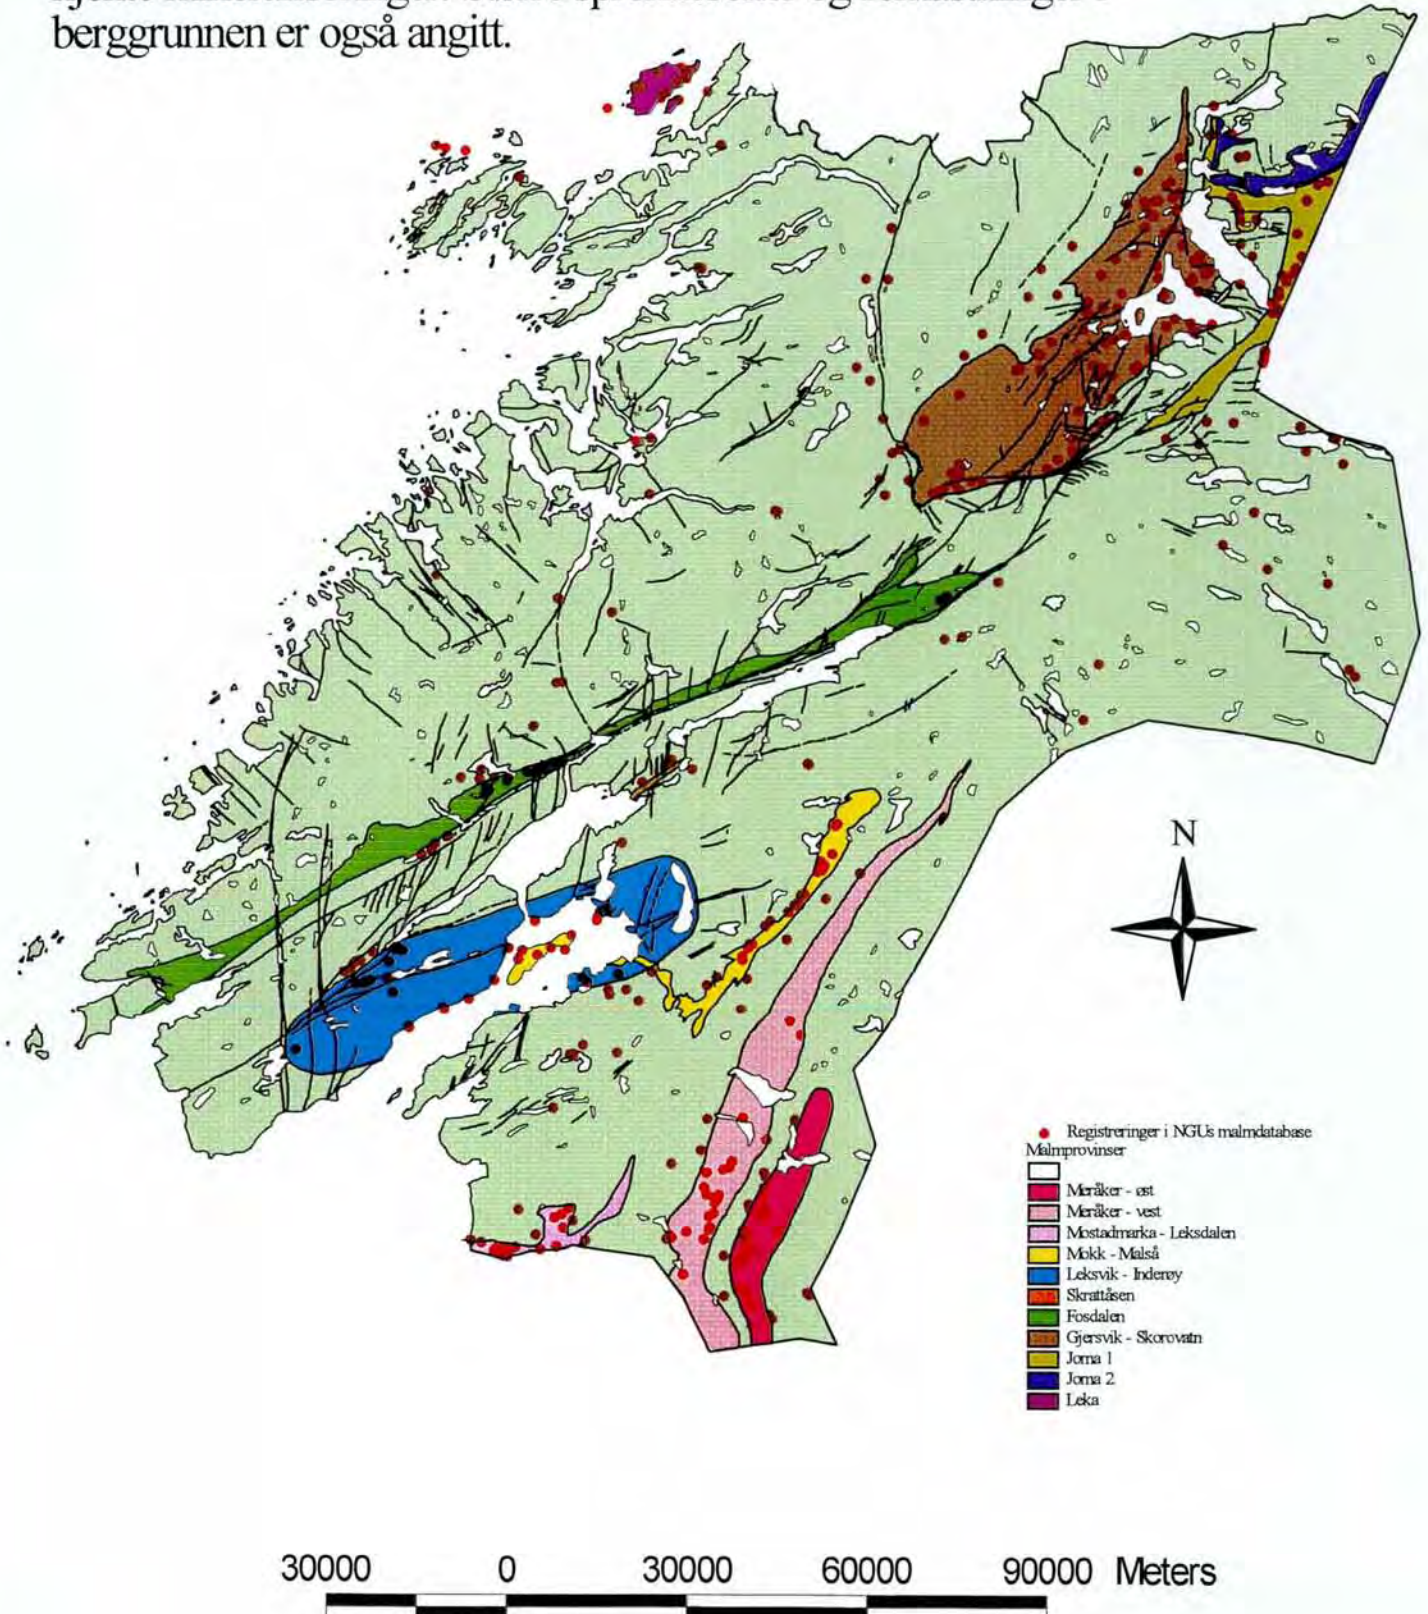 berggrunnen er også angitt.
N
Registreringer i NGUs malmdatabase
Malmprovinser
Meråker - øst
Meråker - vest
Mostadmarka - Leksdalen
Mokk - Malså
Leksvik - Inderøy
Skrattåsen
Fosdalen
Gjersvik - Skorovatn
Joma 1
Joma 2
Leka
30000 0 30000 60000 90000 Meters